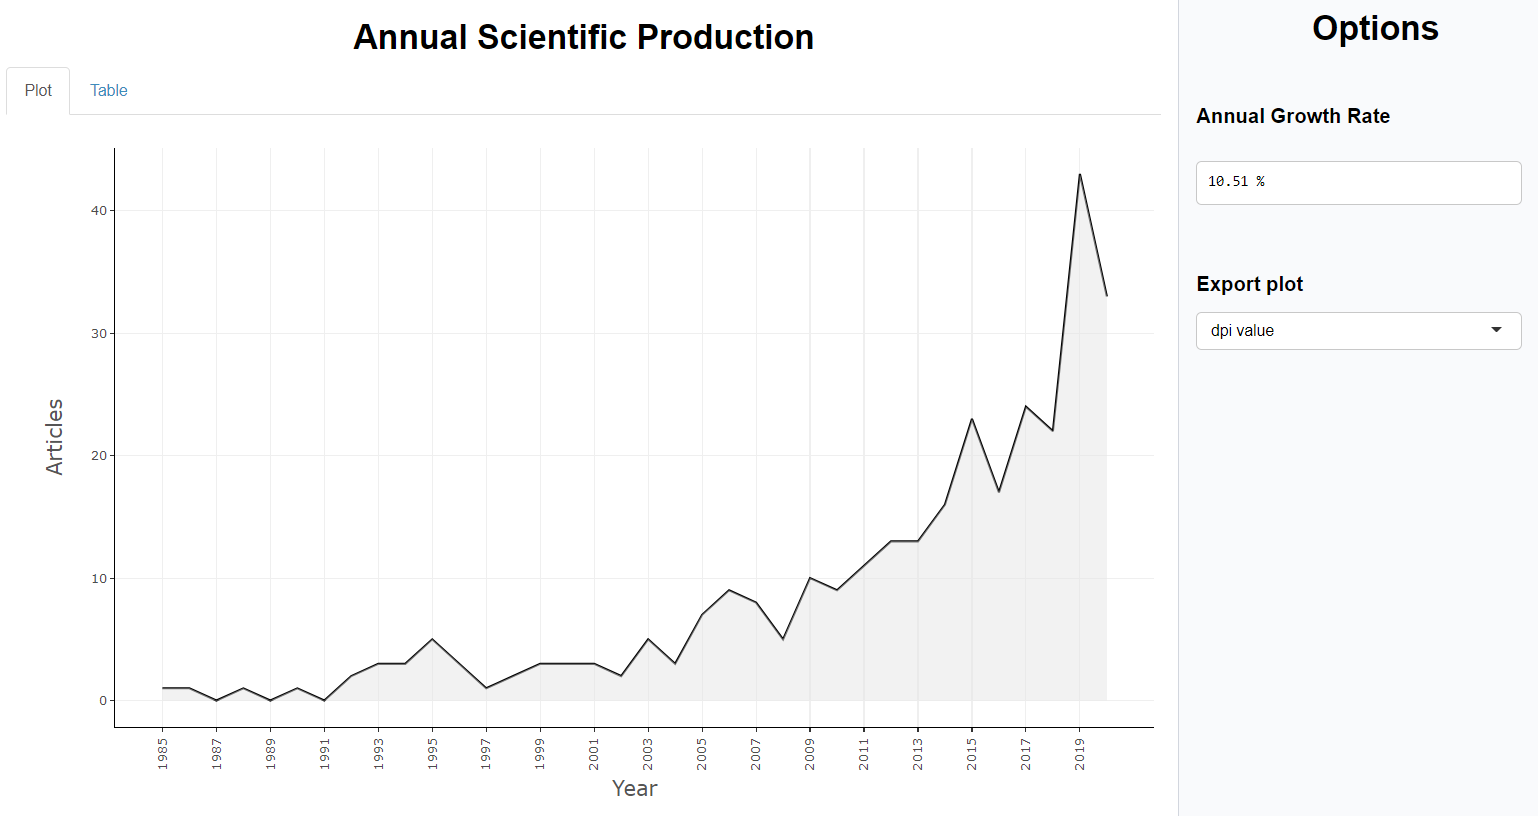 Annual Scientific Production
Plot
Table
40
30
20
10
0
Articles
1985
1987
1989
1991
1993
1995
1997
1999
2001
2003
2005
2007
2009
2011
2013
2015
2017
2019
Year
Options
Annual Growth Rate
10.51 %
Export plot
dpi value